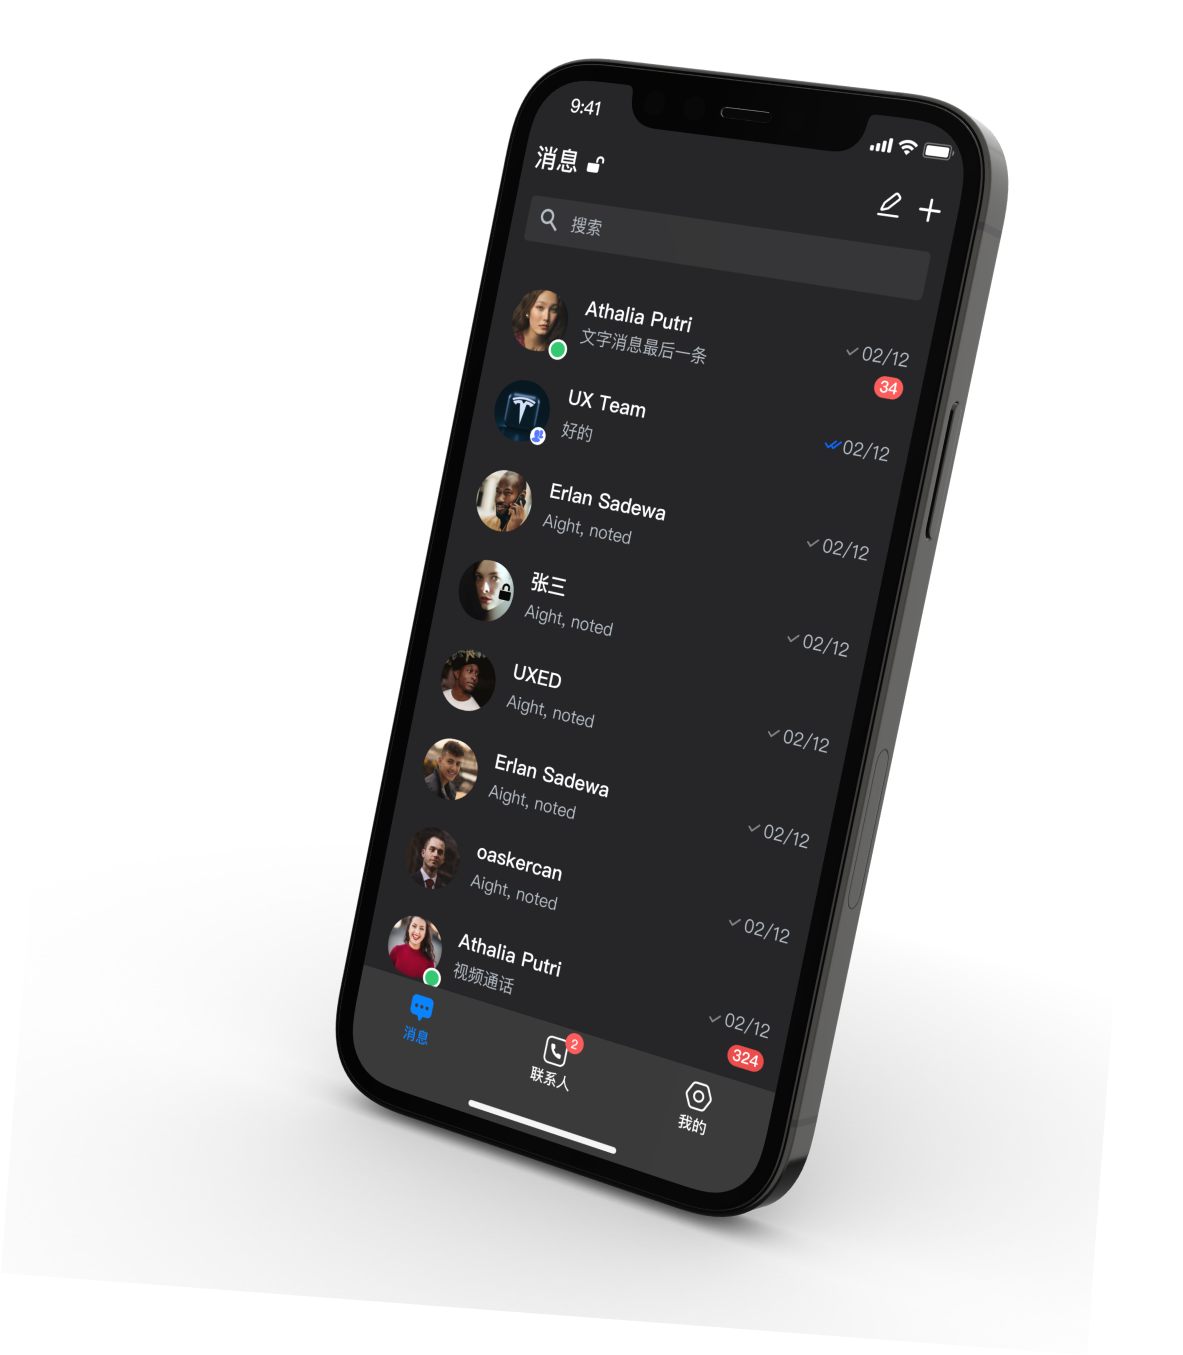 9:41
消息
搜索
Athalia Putri
文字消息最后一条
02/12
34
UX Team
好的
02/12
Erlan Sadewa
Aight, noted
02/12
张三
Aight, noted
02/12
UXED
Aight, noted
02/12
Erlan Sadewa
Aight, noted
02/12
oaskercan
Aight, noted
02/12
Athalia Putri
视频通话
02/12
324
消息
2
联系人
我的